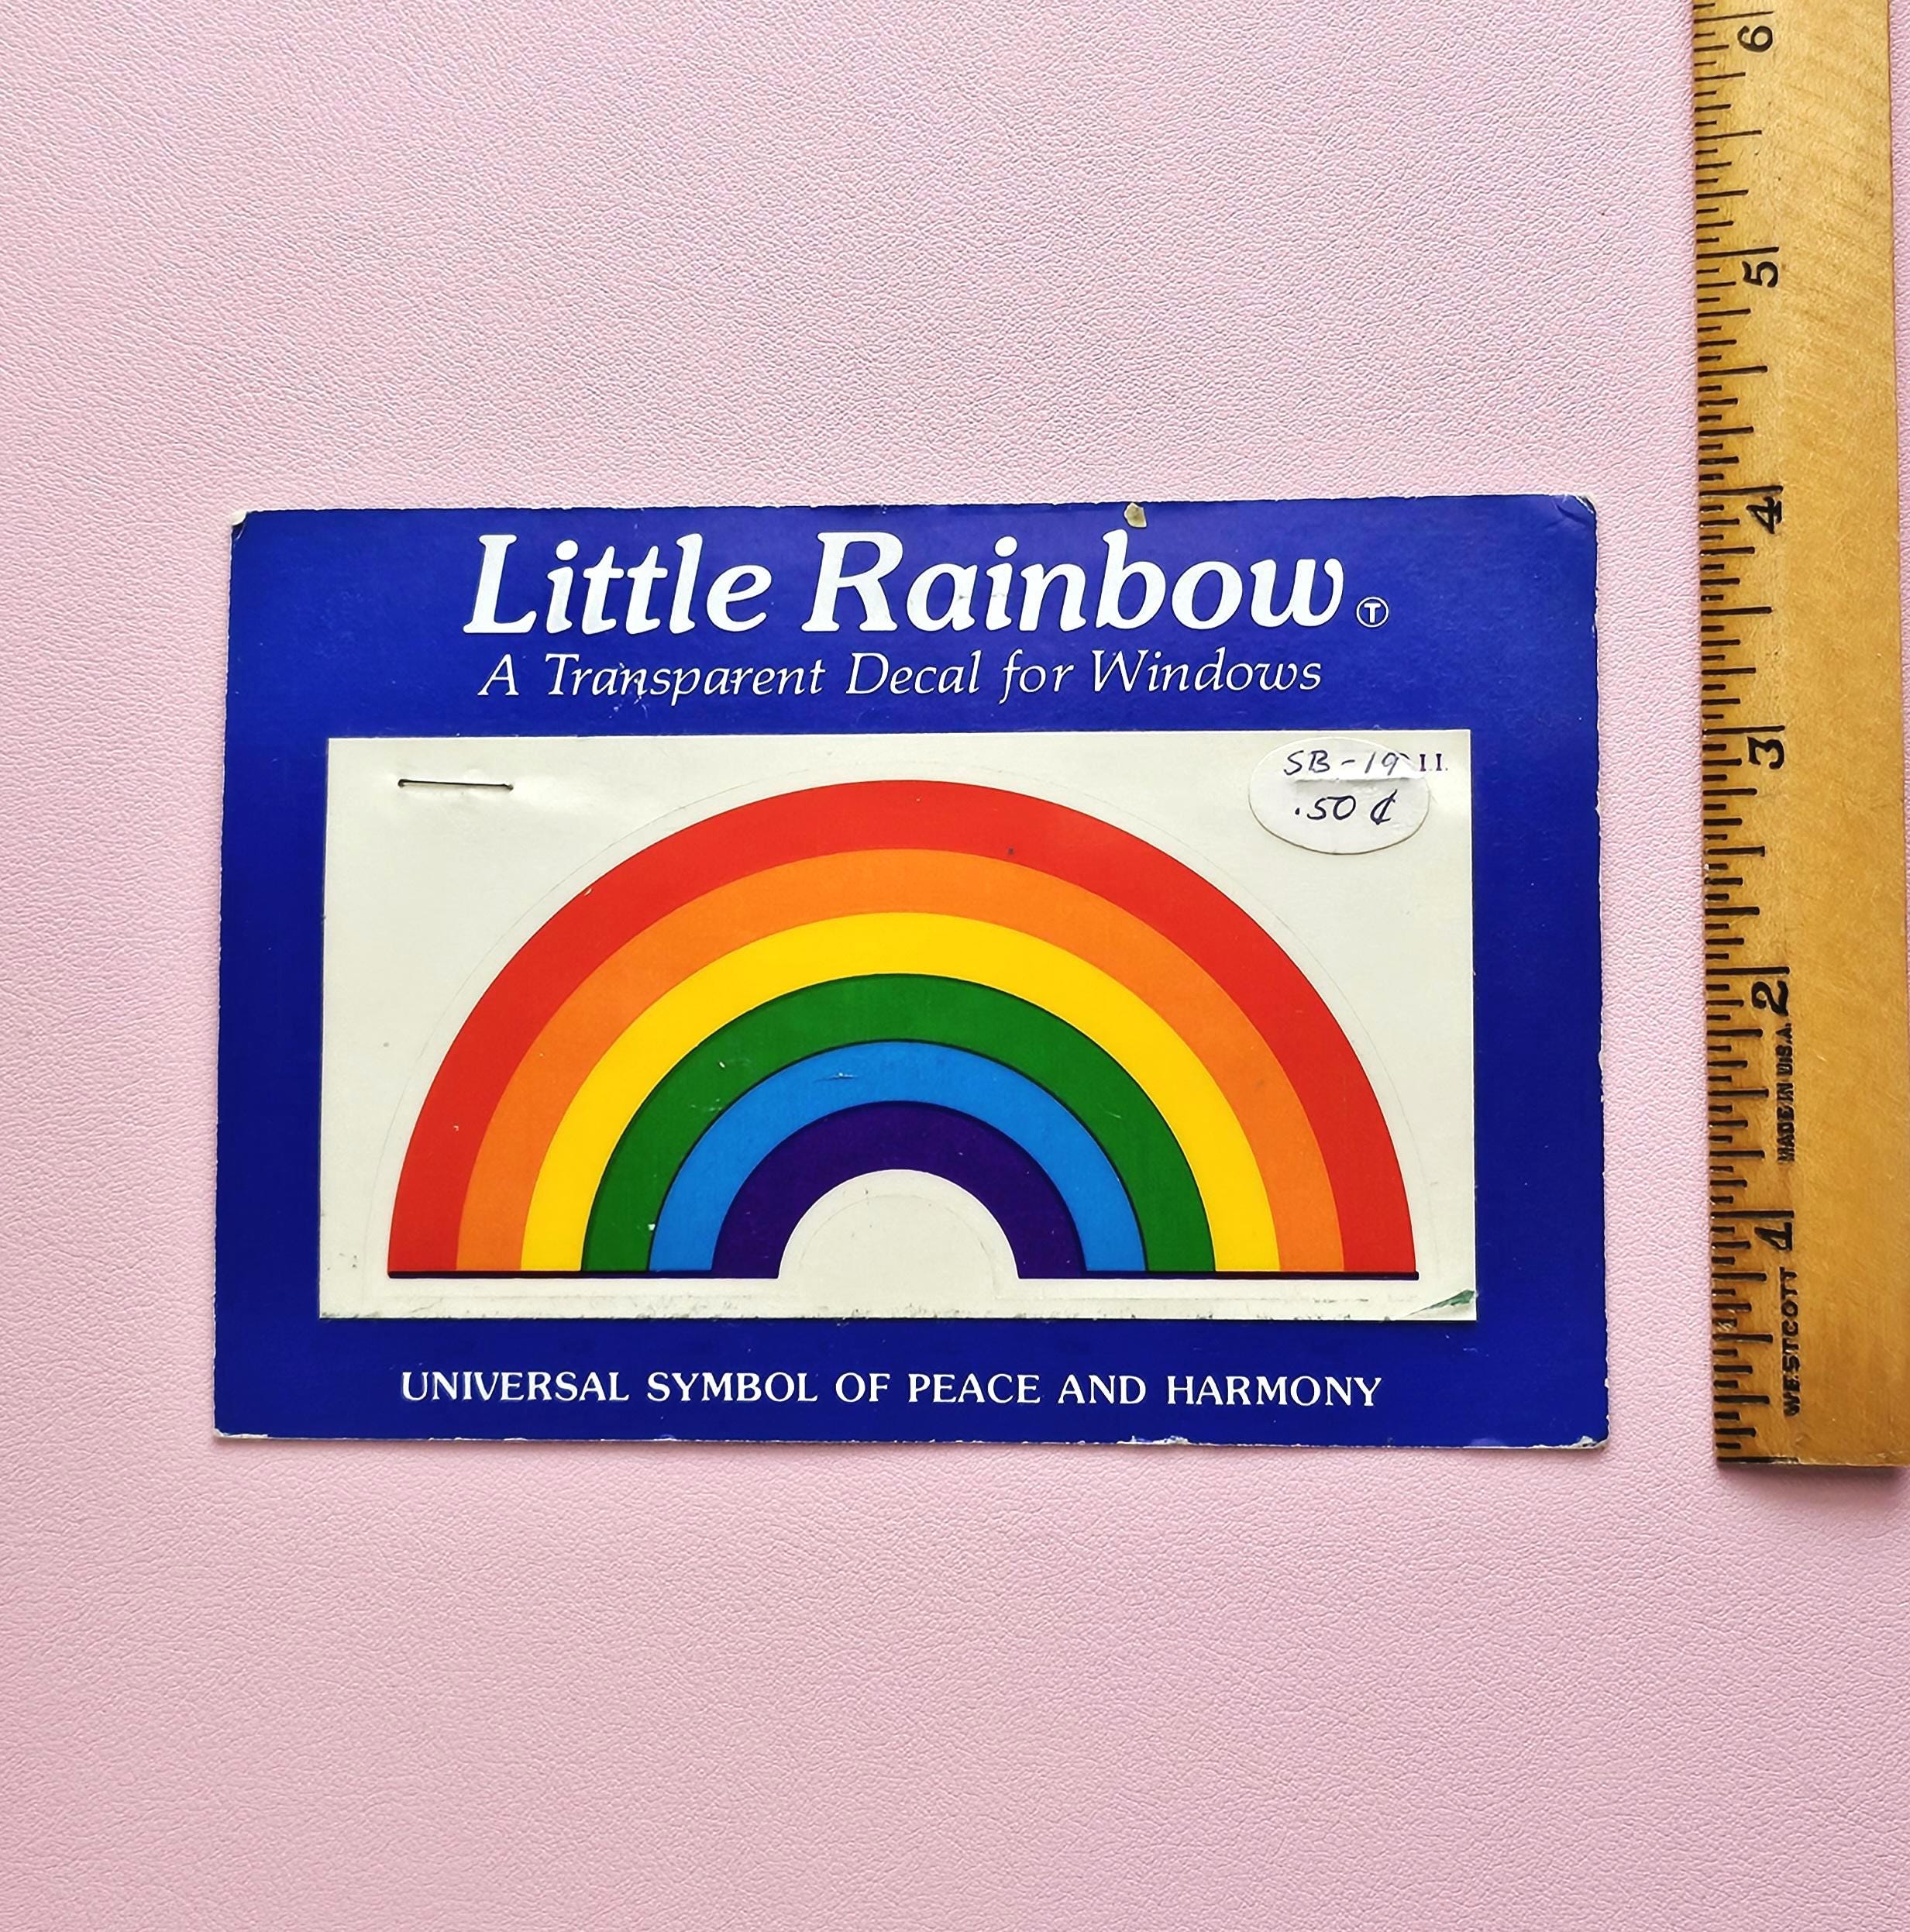 Little Rainbow Ⓣ
A Transparent Decal for Windows
SB-19
I.I.
.50 ¢
UNIVERSAL SYMBOL OF PEACE AND HARMONY
6
5
4
3
2
MADE IN U.S.A.
1
WESTCOTT